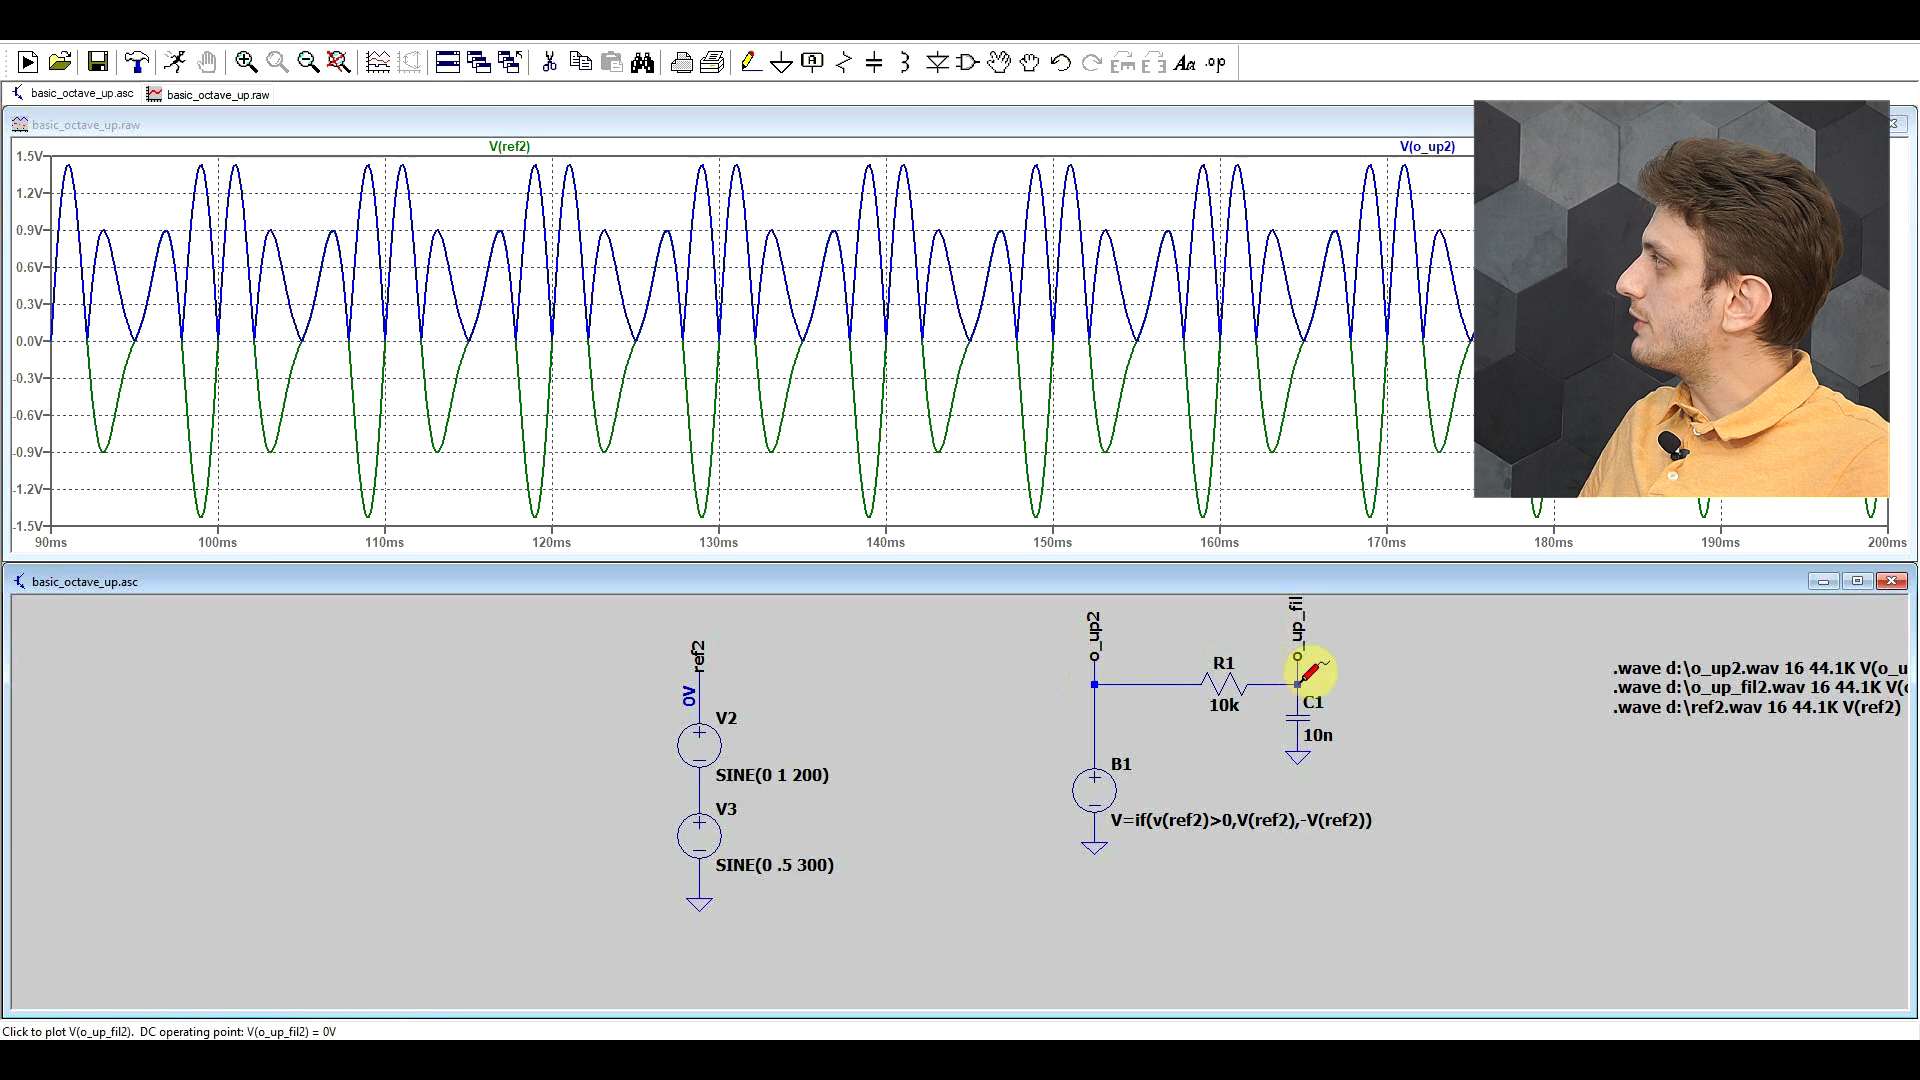 basic_octave_up.asc basic_octave_up.raw
basic_octave_up.raw
V(ref2) V(o_up2)
1.5V
1.2V
0.9V
0.6V
0.3V
0.0V
-0.3V
-0.6V
-0.9V
-1.2V
-1.5V
90ms 100ms 110ms 120ms 130ms 140ms 150ms 160ms 170ms 180ms 190ms 200ms
basic_octave_up.asc
ref2
0V
V2
SINE(0 1 200)
V3
SINE(0 .5 300)
o_up2
R1
10k
_up_fil
C1
10n
B1
V=if(v(ref2)>0,V(ref2),-V(ref2))
.wave d:\o_up2.wav 16 44.1K V(o_u
.wave d:\o_up_fil2.wav 16 44.1K V(
.wave d:\ref2.wav 16 44.1K V(ref2)
Click to plot V(o_up_fil2). DC operating point: V(o_up_fil2) = 0V